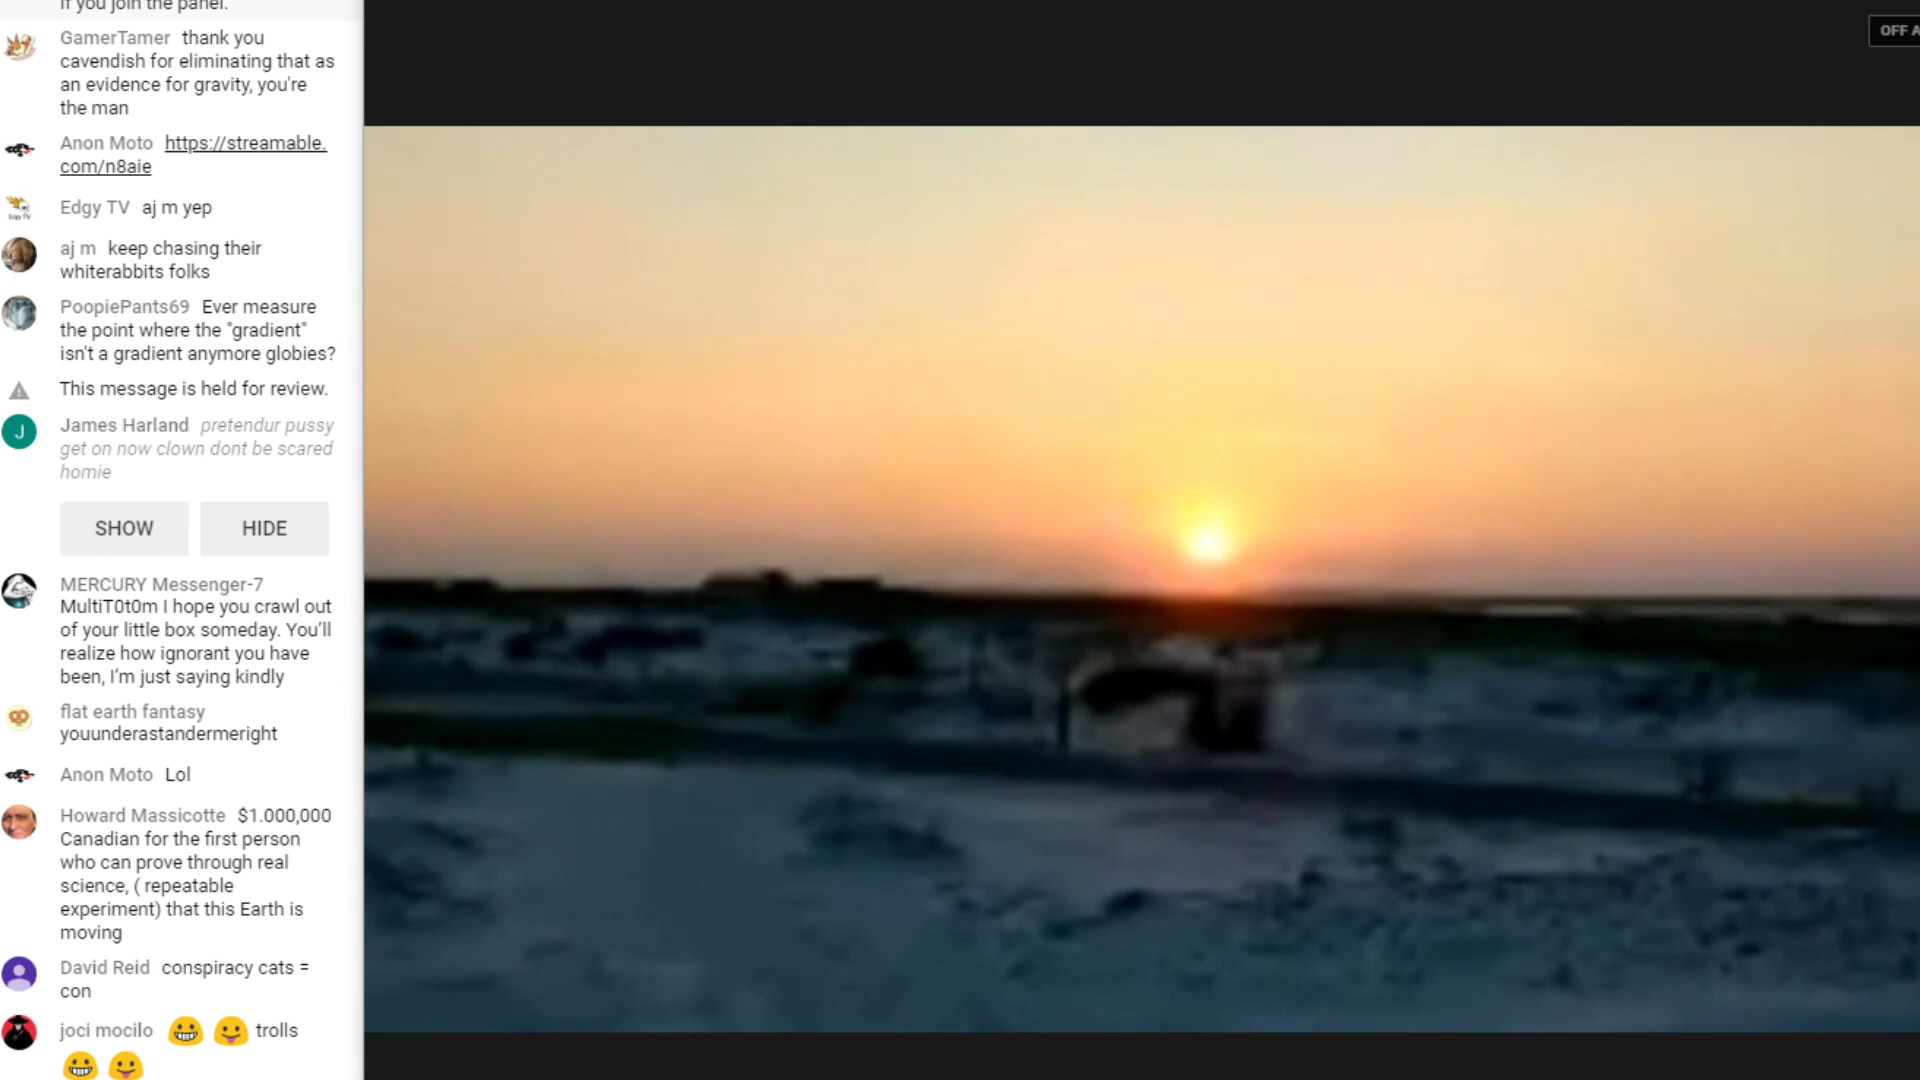 if you join the panel.
GamerTamer thank you
cavendish for eliminating that as
an evidence for gravity, you're
the man
Anon Moto https://streamable.
com/n8aie
Edgy TV aj m yep
aj m keep chasing their
whiterabbits folks
PoopiePants69 Ever measure
the point where the "gradient"
isn't a gradient anymore globies?
This message is held for review.
J James Harland pretendur pussy
get on now clown dont be scared
homie
SHOW HIDE
MERCURY Messenger-7
MultiT0t0m I hope you crawl out
of your little box someday. You'll
realize how ignorant you have
been, I'm just saying kindly
flat earth fantasy
youunderastandermeright
Anon Moto Lol
Howard Massicotte $1.000,000
Canadian for the first person
who can prove through real
science, ( repeatable
experiment) that this Earth is
moving
David Reid conspiracy cats =
con
joci mocilo trolls
OFF A